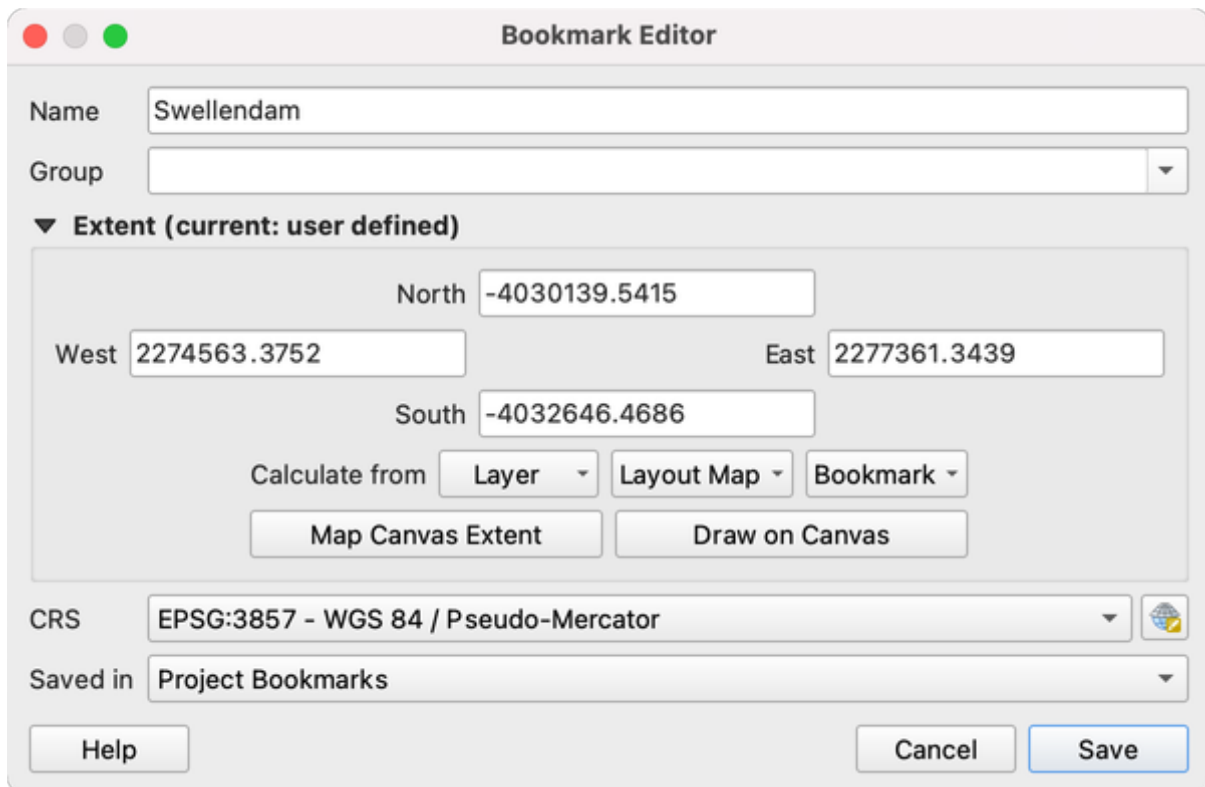 Bookmark Editor
Name Swellendam
Group
Extent (current: user defined)
North -4030139.5415
West 2274563.3752 East 2277361.3439
South -4032646.4686
Calculate from Layer Layout Map Bookmark
Map Canvas Extent Draw on Canvas
CRS EPSG:3857 - WGS 84 / Pseudo-Mercator
Saved in Project Bookmarks
Help Cancel Save